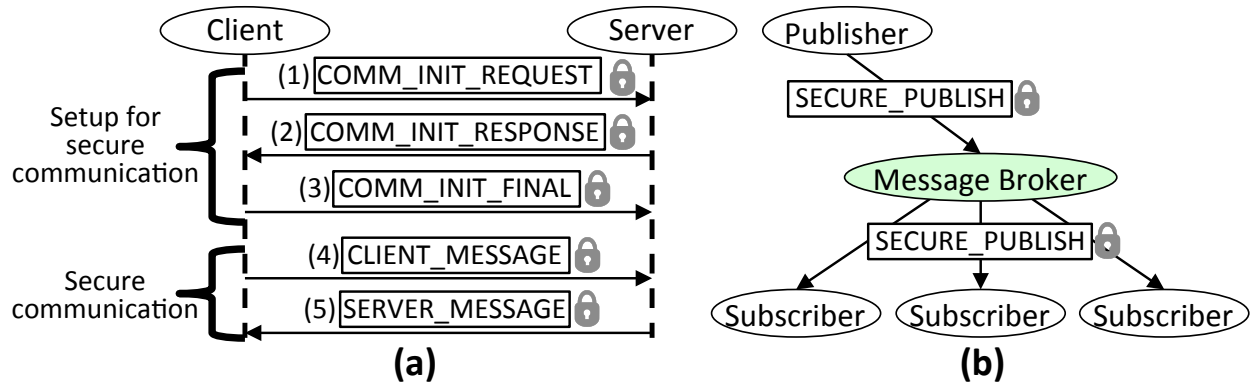 Client
Server
Setup for
secure
communication
(1) COMM_INIT_REQUEST
(2) COMM_INIT_RESPONSE
(3) COMM_INIT_FINAL
Secure
communication
(4) CLIENT_MESSAGE
(5) SERVER_MESSAGE
(a)
Publisher
SECURE_PUBLISH
Message Broker
SECURE_PUBLISH
Subscriber
Subscriber
Subscriber
(b)